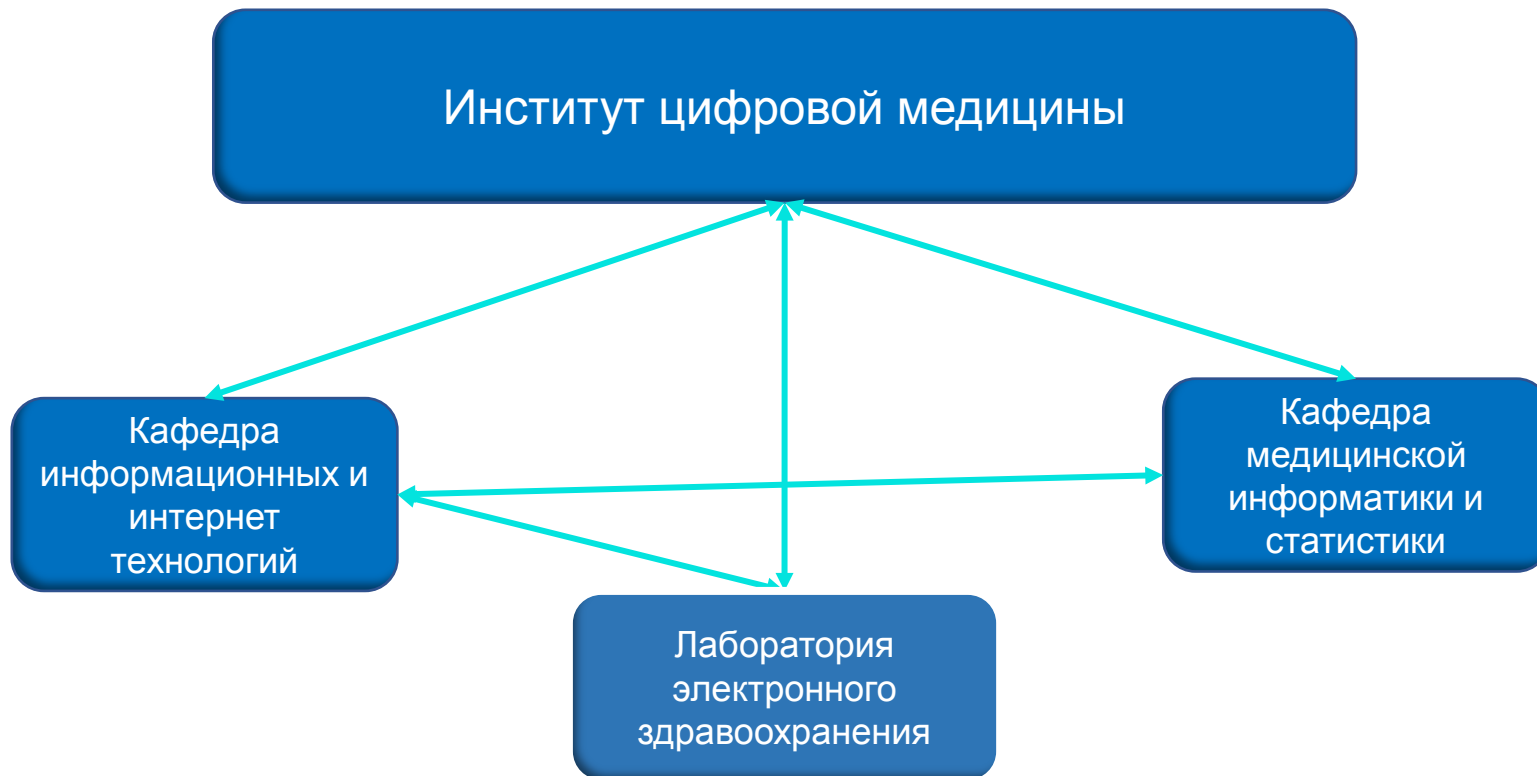 Институт цифровой медицины
Кафедра
информационных и
интернет
технологий
Кафедра
медицинской
информатики и
статистики
Лаборатория
электронного
здравоохранения